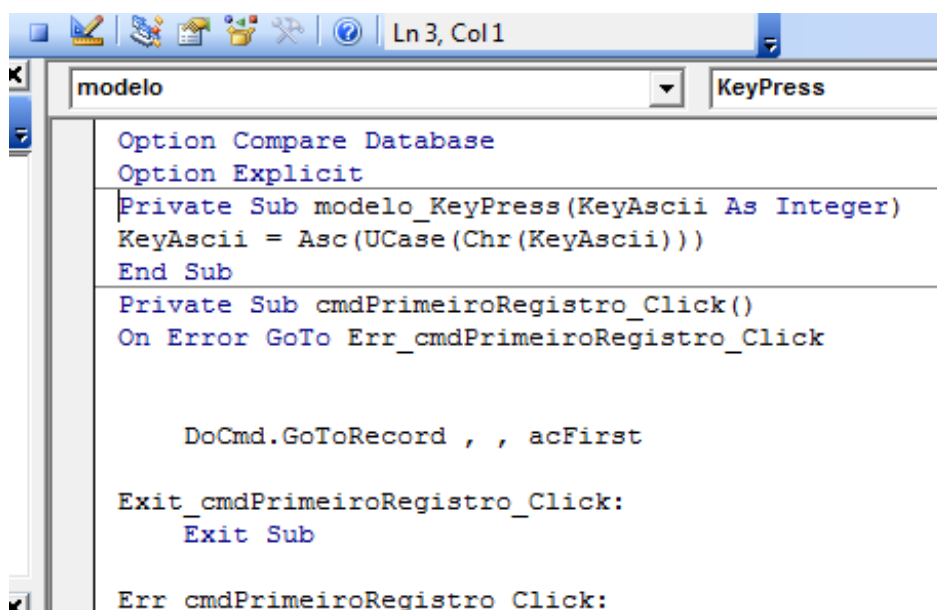 Ln 3, Col 1
modelo
KeyPress
Option Compare Database
Option Explicit
Private Sub modelo_KeyPress(KeyAscii As Integer)
KeyAscii = Asc(UCase(Chr(KeyAscii)))
End Sub
Private Sub cmdPrimeiroRegistro_Click()
On Error GoTo Err_cmdPrimeiroRegistro_Click
DoCmd.GoToRecord , , acFirst
Exit_cmdPrimeiroRegistro_Click:
Exit Sub
Err_cmdPrimeiroRegistro_Click: